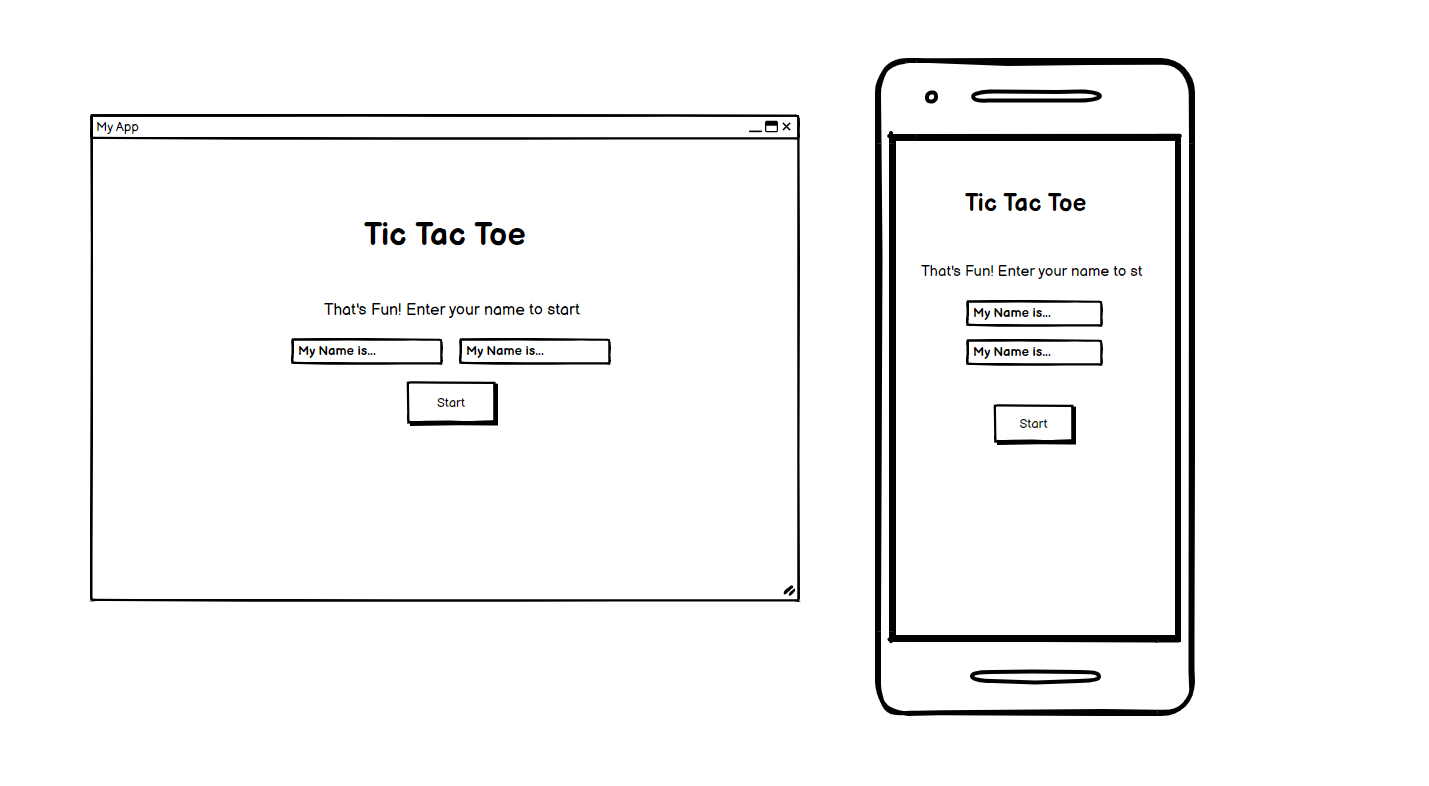 My App
Tic Tac Toe
That's Fun! Enter your name to start
My Name is... My Name is...
Start
Tic Tac Toe
That's Fun! Enter your name to st
My Name is...
My Name is...
Start